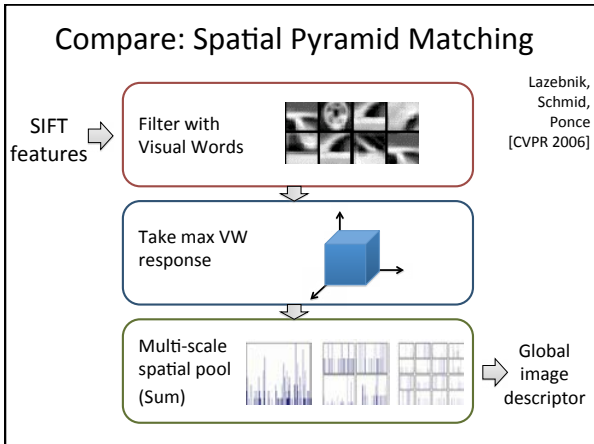 Compare: Spatial Pyramid Matching
SIFT
features
Filter with
Visual Words
Lazebnik,
Schmid,
Ponce
[CVPR 2006]
Take max VW
response
Multi-scale
spatial pool
(Sum)
Global
image
descriptor